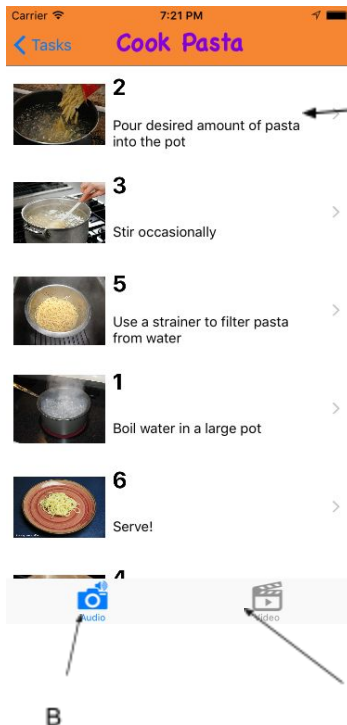 Carrier 7:21 PM
Tasks Cook Pasta
2
Pour desired amount of pasta
into the pot
3
Stir occasionally
5
Use a strainer to filter pasta
from water
1
Boil water in a large pot
6
Serve!
4
Audio Video
B